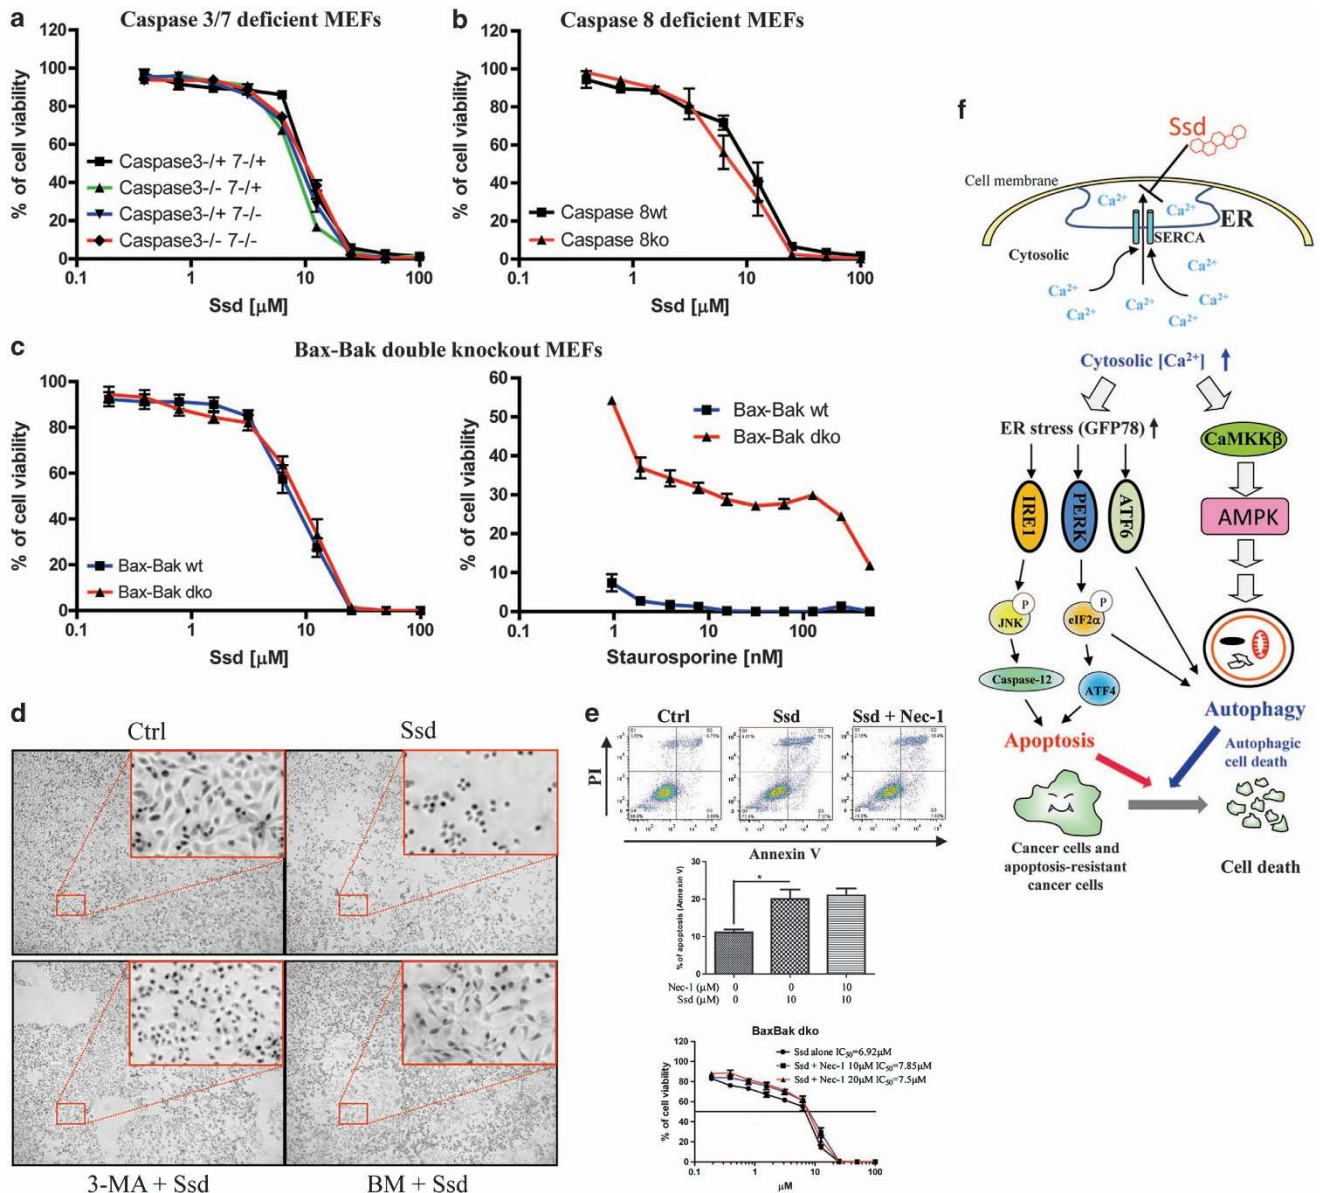 a
Caspase 3/7 deficient MEFs
% of cell viability
120
100
80
60
40
20
0
Caspase3-/+ 7-/+
Caspase3-/- 7-/+
Caspase3-/+ 7-/-
Caspase3-/- 7-/-
1 10 100
Ssd [μM]
b
Caspase 8 deficient MEFs
% of cell viability
120
100
80
60
40
20
0
Caspase 8wt
Caspase 8ko
1 10 100
Ssd [μM]
c
Bax-Bak double knockout MEFs
% of cell viability
100
80
60
40
20
0
Bax-Bak wt
Bax-Bak dko
0.1 1 10 100
Ssd [μM]
% of cell viability
60
50
40
30
20
10
0
Bax-Bak wt
Bax-Bak dko
0.1 1 10 100
Staurosporine [nM]
d
Ctrl
Ssd
3-MA + Ssd
BM + Ssd
e
Ctrl
Ssd
Ssd + Nec-1
PI
Annexin V
% of apoptosis (Annexin V)
30
20
10
0
*
Nec-1 (μM) 0 0 10
Ssd (μM) 0 10 10
BaxBak dko
% of cell viability
120
100
80
60
40
20
0
Ssd alone IC50=6.92μM
Ssd + Nec-1 10μM IC50=7.85μM
Ssd + Nec-1 20μM IC50=7.5μM
0.1 1 10 100
μM
f
Ssd
Cell membrane
Ca2+
Ca2+
ER
SERCA
Cytosolic
Ca2+
Ca2+
Ca2+
Ca2+
Ca2+
Ca2+
Ca2+
Cytosolic [Ca2+]
ER stress (GFP78)
CaMKKβ
IRE1
PERK
ATF6
AMPK
P
JNK
P
eIF2α
Caspase-12
ATF4
Autophagy
Apoptosis
Autophagic
cell death
Cancer cells and
apoptosis-resistant
cancer cells
Cell death